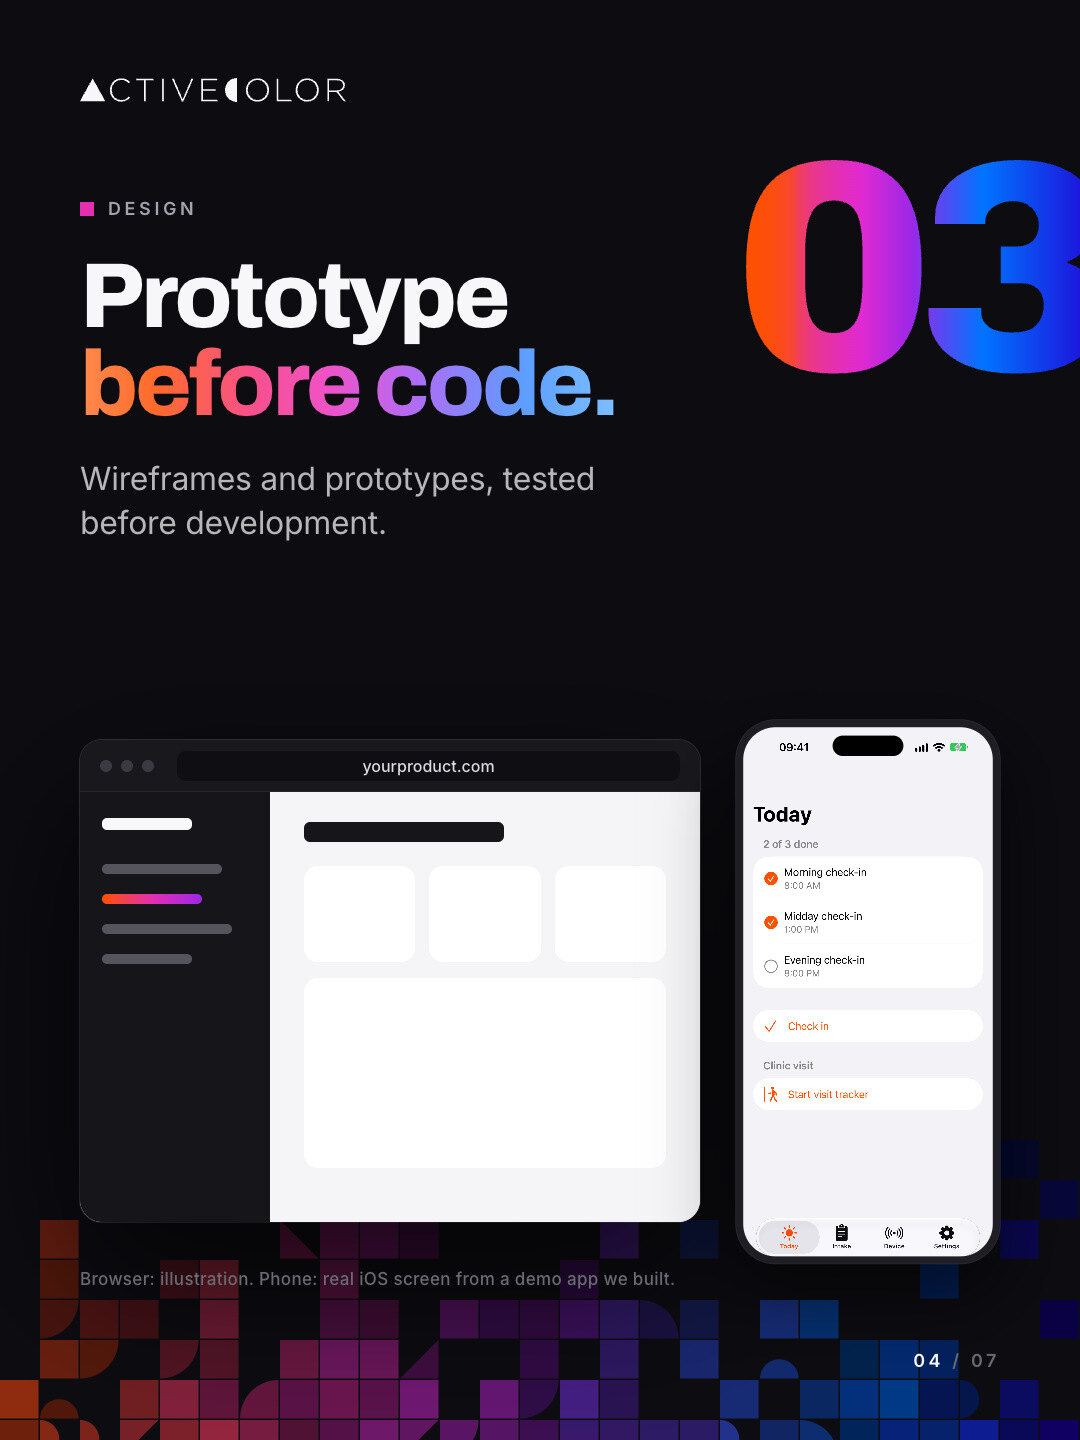 ACTIVECOLOR
03
DESIGN
Prototype
before code.
Wireframes and prototypes, tested
before development.
yourproduct.com
09:41
Today
2 of 3 done
Morning check-in
8:00 AM
Midday check-in
1:00 PM
Evening check-in
8:00 PM
Check in
Clinic visit
Start visit tracker
Today
Intake
Device
Settings
Browser: illustration. Phone: real iOS screen from a demo app we built.
04 / 07